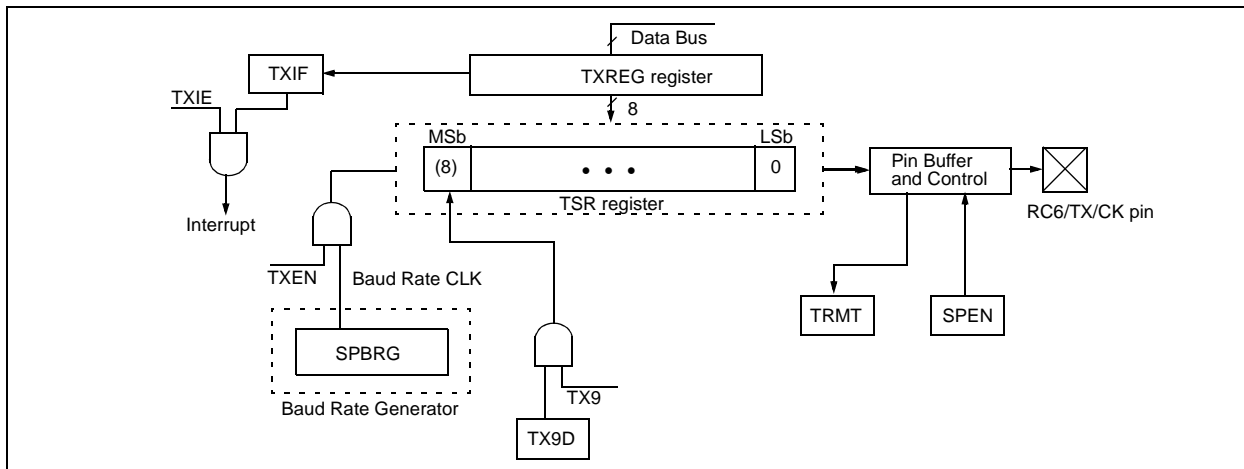 Data Bus
TXIF
TXREG register
TXIE
8
MSb
LSb
(8)
• • •
0
Pin Buffer
and Control
TSR register
Interrupt
RC6/TX/CK pin
TXEN
Baud Rate CLK
TRMT
SPEN
SPBRG
TX9
Baud Rate Generator
TX9D